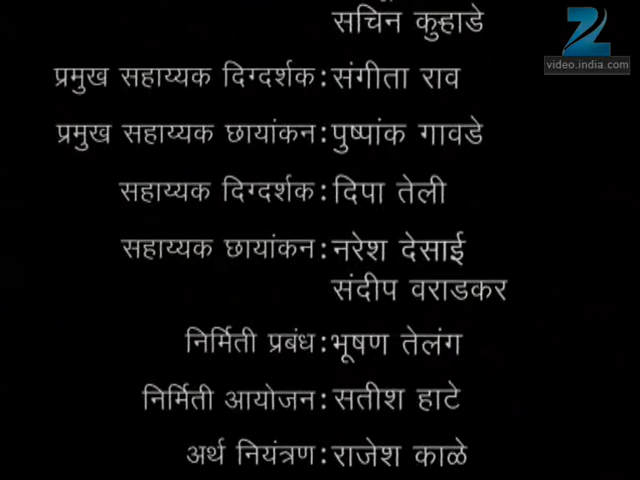 सचिन कुहाडे
video.india.com
प्रमुख सहाय्यक दिग्दर्शक : संगीता राव
प्रमुख सहाय्यक छायांकन : पुष्पांक गावडे
सहाय्यक दिग्दर्शक : दिपा तेली
सहाय्यक छायांकन : नरेश देसाई
संदीप वराडकर
निर्मिती प्रबंध : भूषण तेलंग
निर्मिती आयोजन : सतीश हाटे
अर्थ नियंत्रण : राजेश काळे